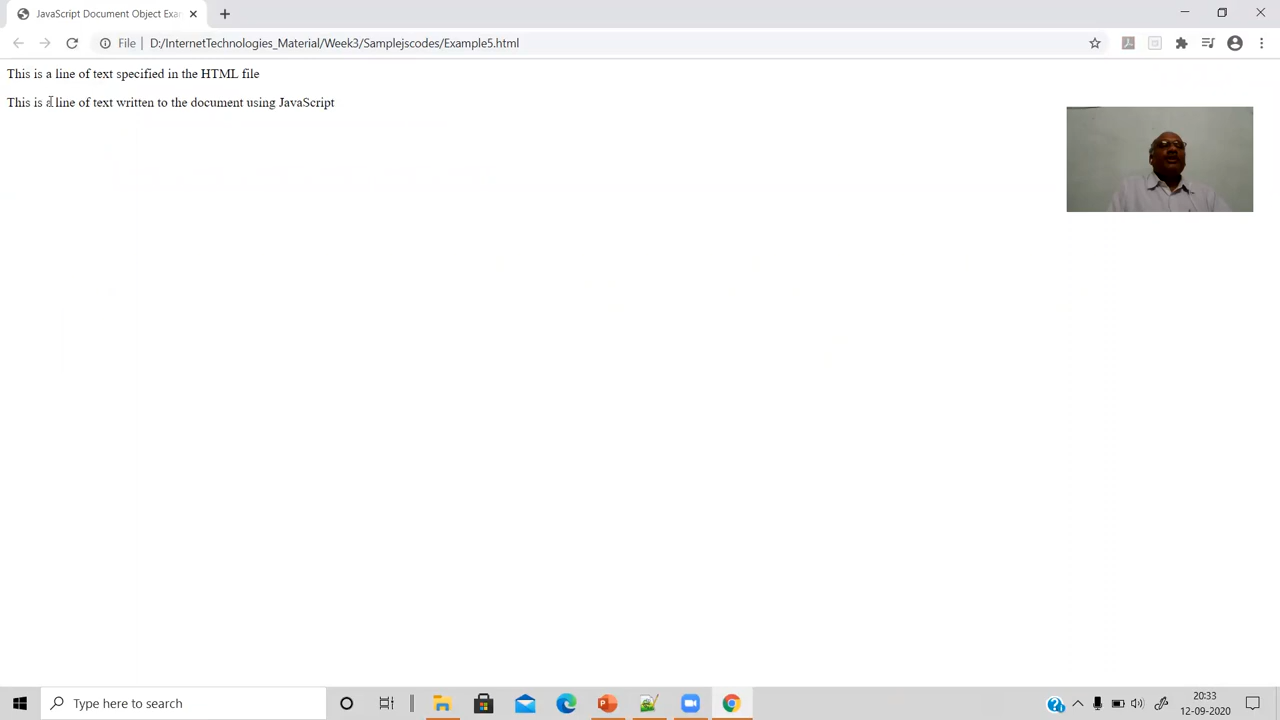 JavaScript Document Object Exa
File
D:/InternetTechnologies_Material/Week3/Samplejscodes/Example5.html
This is a line of text specified in the HTML file
This is a line of text written to the document using JavaScript
Type here to search
20:33
12-09-2020